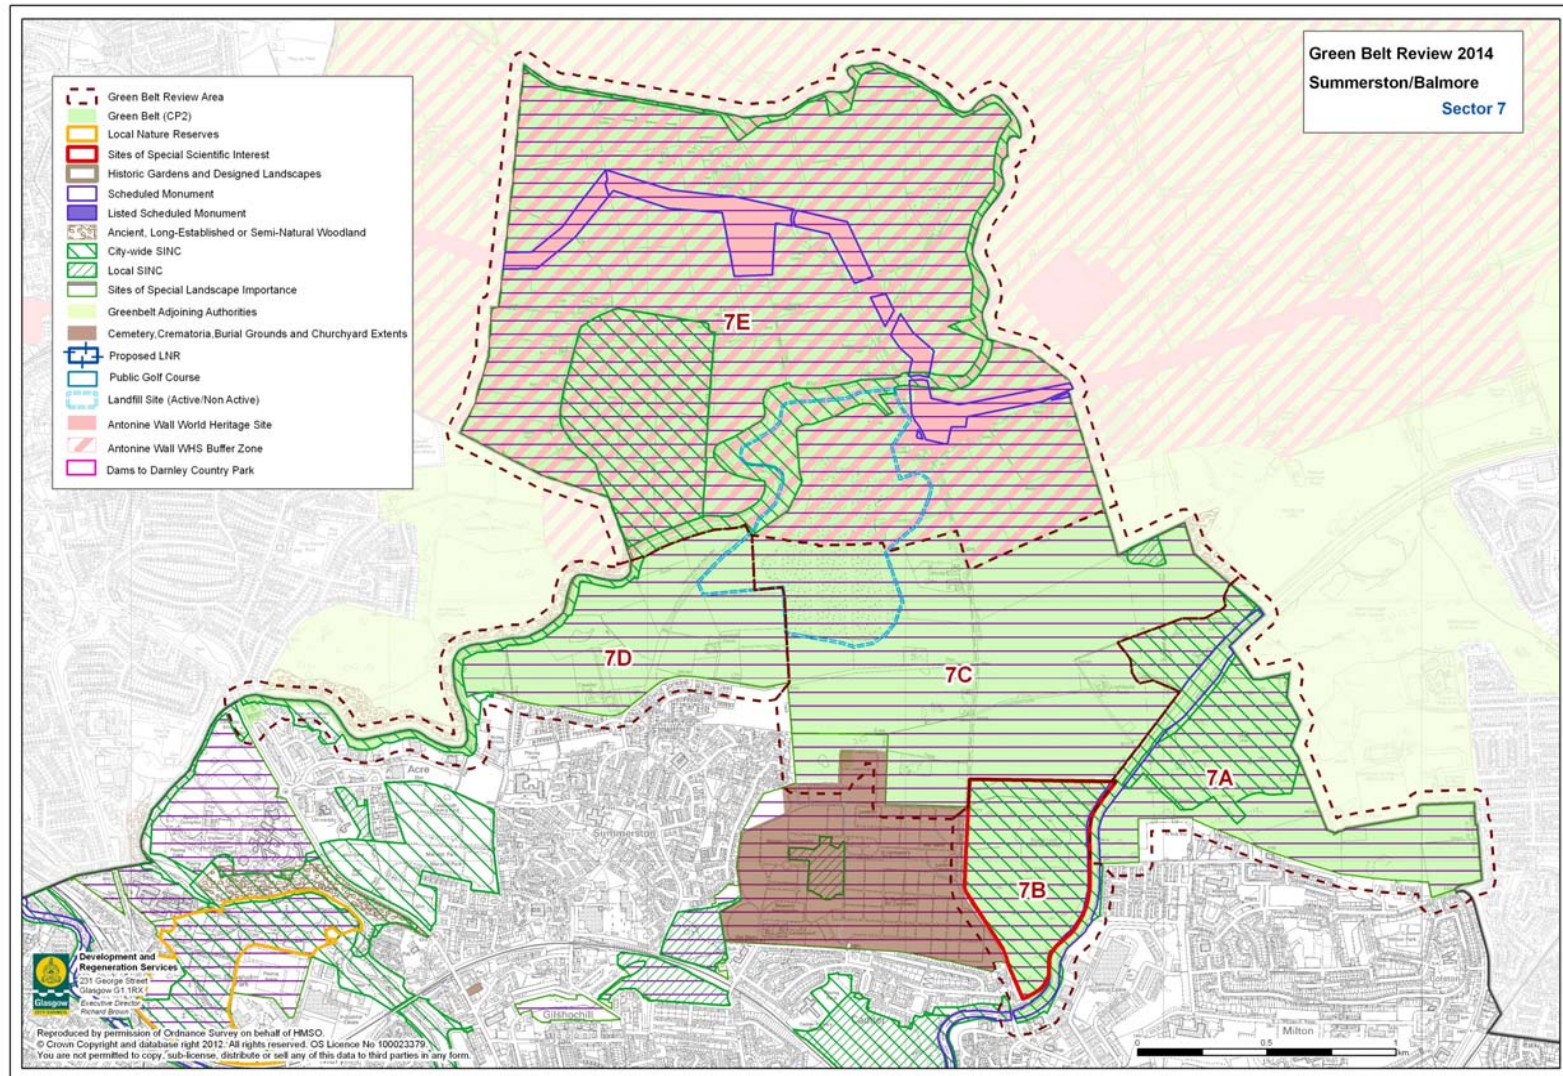 Green Belt Review 2014
Summerston/Balmore
Sector 7
Green Belt Review Area
Green Belt (CP2)
Local Nature Reserves
Sites of Special Scientific Interest
Historic Gardens and Designed Landscapes
Scheduled Monument
Listed Scheduled Monument
Ancient, Long-Established or Semi-Natural Woodland
City-wide SINC
Local SINC
Sites of Special Landscape Importance
Greenbelt Adjoining Authorities
Cemetery,Crematoria,Burial Grounds and Churchyard Extents
Proposed LNR
Public Golf Course
Landfill Site (Active/Non Active)
Antonine Wall World Heritage Site
Antonine Wall WHS Buffer Zone
Dams to Darnley Country Park
7E
7D
7C
7A
7B
Acre
Summerston
Gilshochill
Milton
Glasgow
CITY COUNCIL
Development and
Regeneration Services
231 George Street
Glasgow G1 1RX
Executive Director
Richard Brown
Reproduced by permission of Ordnance Survey on behalf of HMSO.
© Crown Copyright and database right 2012. All rights reserved. OS Licence No 100023379.
You are not permitted to copy, sub-license, distribute or sell any of this data to third parties in any form.
0 0.5 1
km